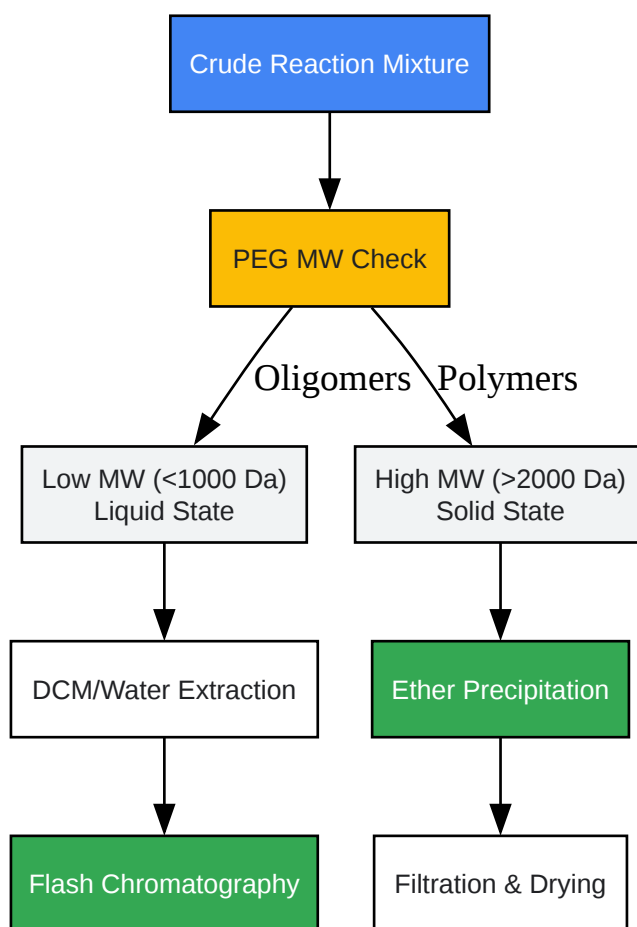 Crude Reaction Mixture
PEG MW Check
Oligomers
Polymers
Low MW (<1000 Da)
Liquid State
High MW (>2000 Da)
Solid State
DCM/Water Extraction
Ether Precipitation
Flash Chromatography
Filtration & Drying